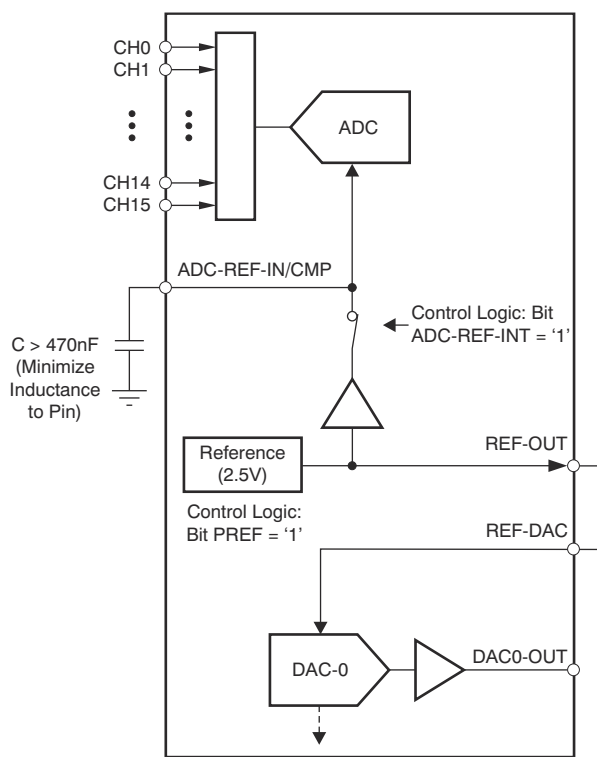 CH0
CH1
ADC
CH14
CH15
ADC-REF-IN/CMP
Control Logic: Bit
ADC-REF-INT = ‘1’
C > 470nF
(Minimize
Inductance
to Pin)
Reference
(2.5V)
REF-OUT
Control Logic:
Bit PREF = ‘1’
REF-DAC
DAC-0
DAC0-OUT